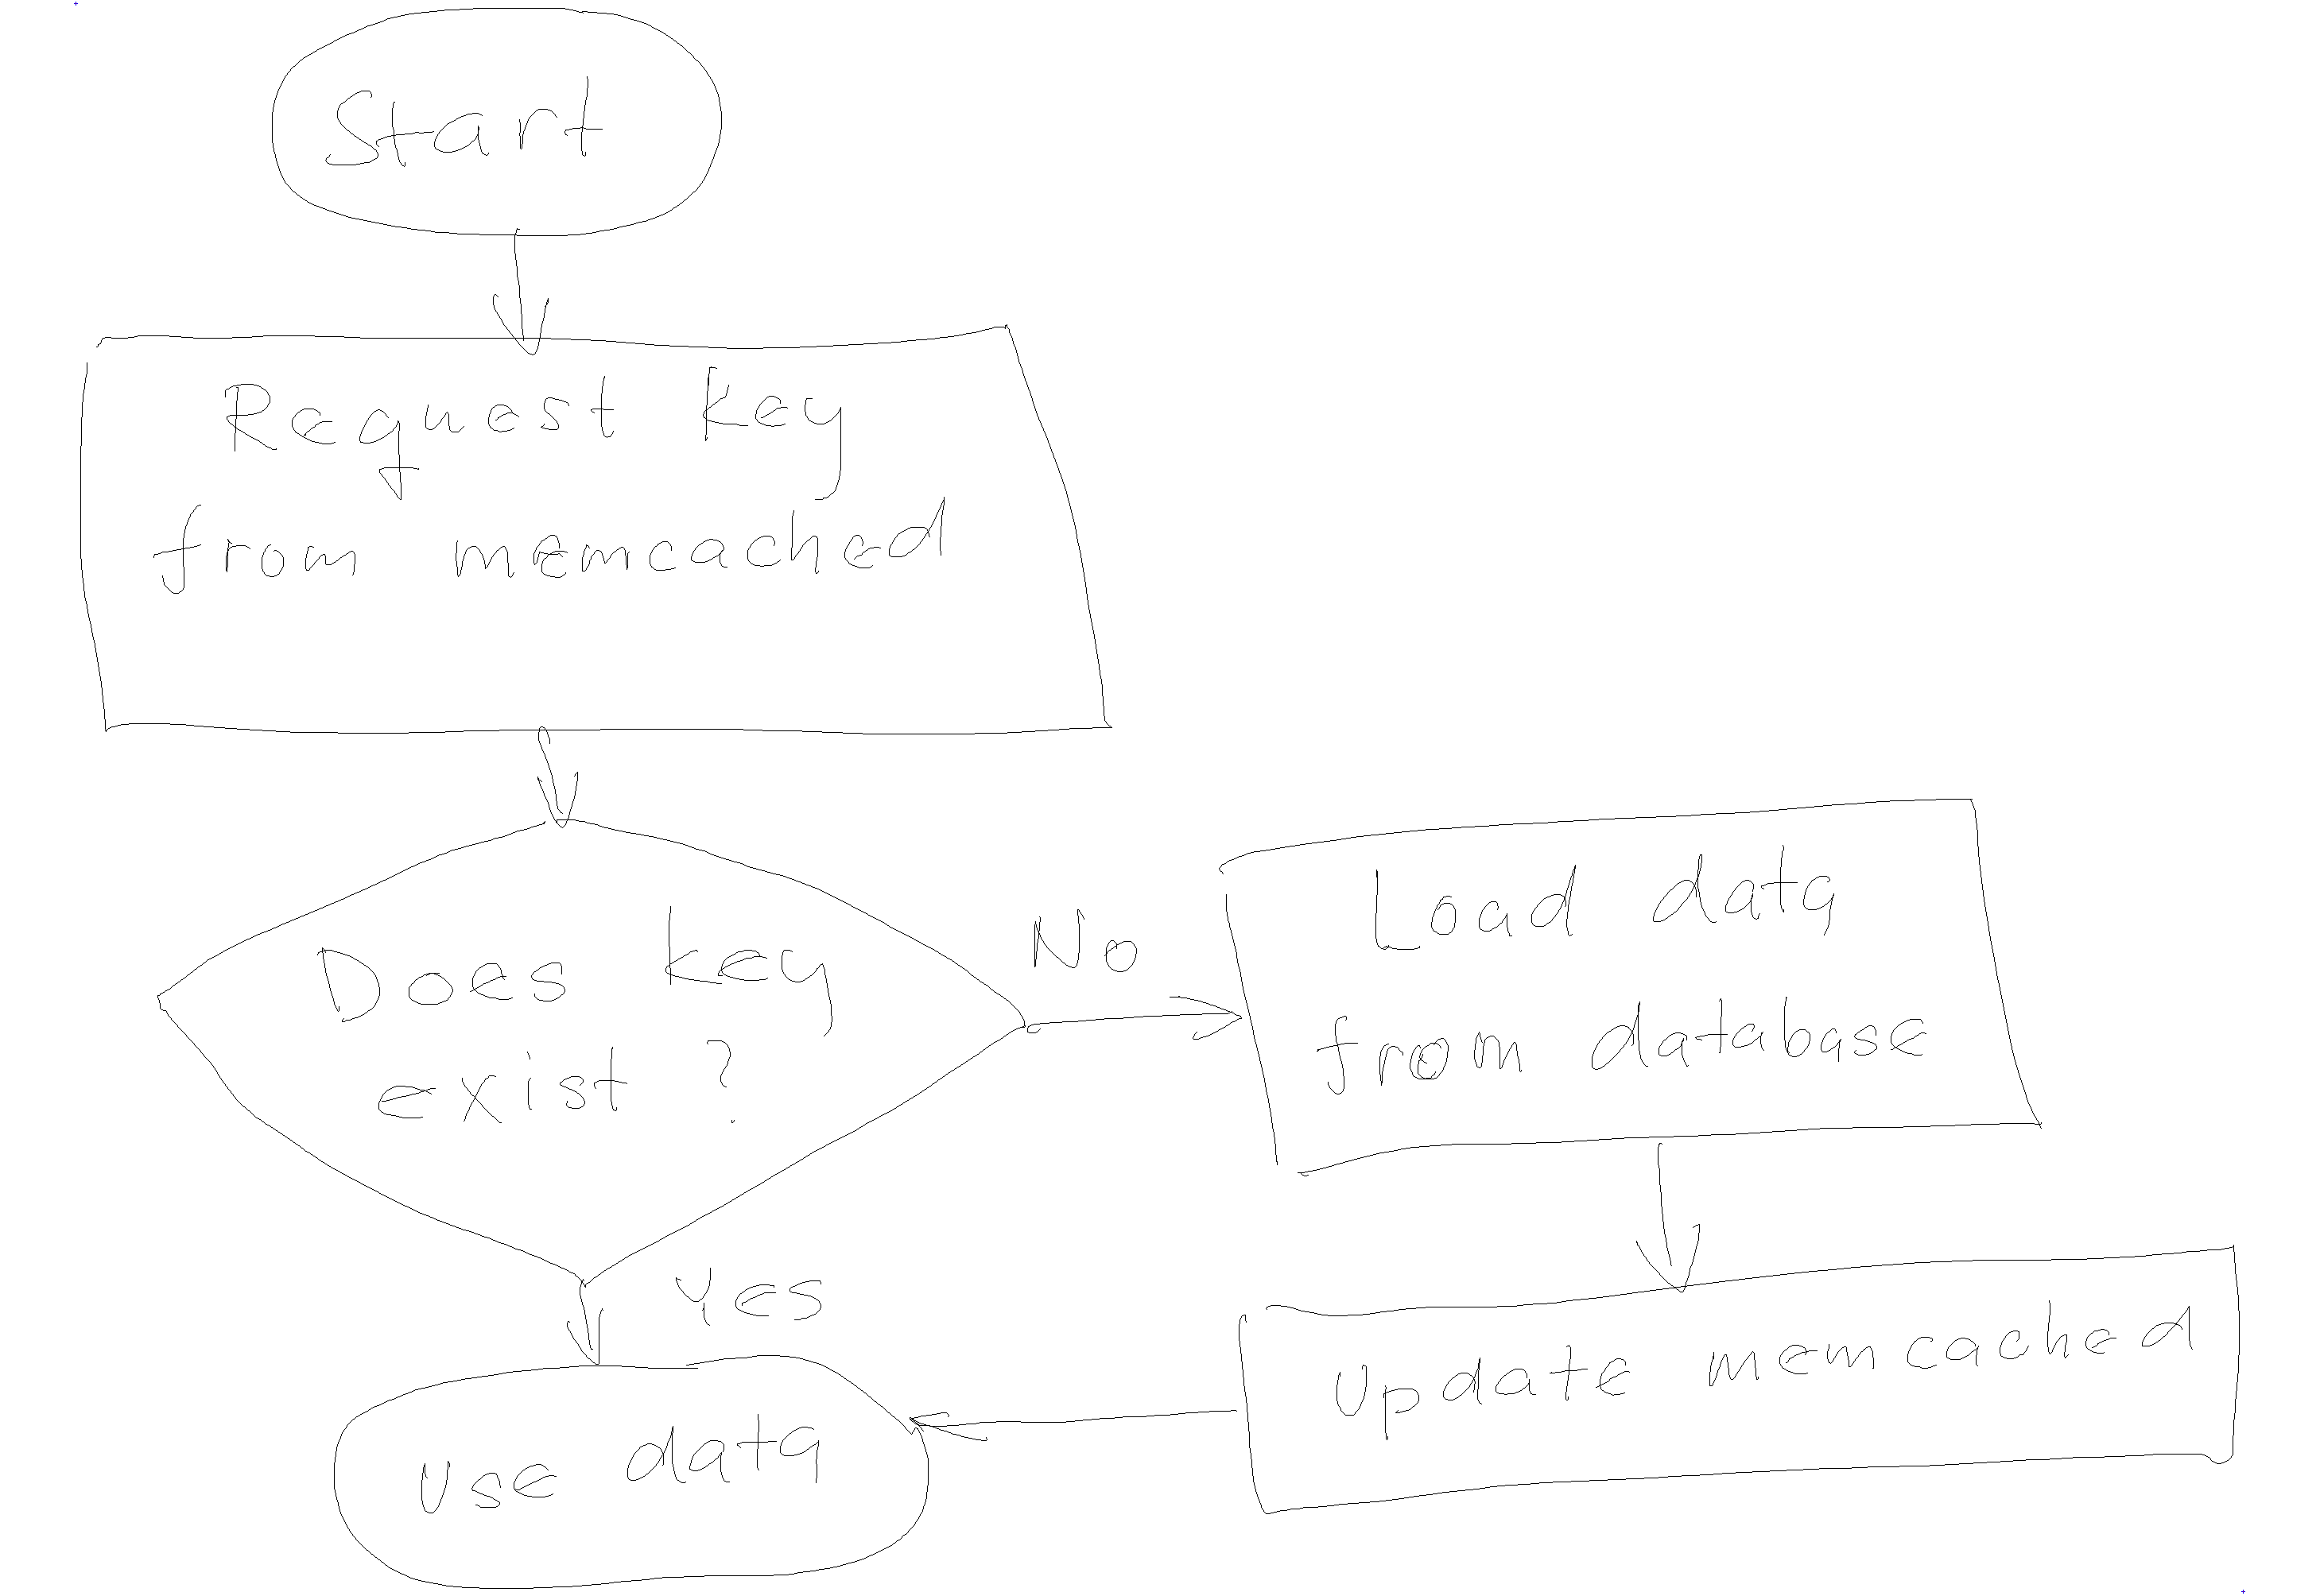 Start
Request key
from memcached
Does key
exist ?
No
Load data
from database
Yes
Update memcached
Use data